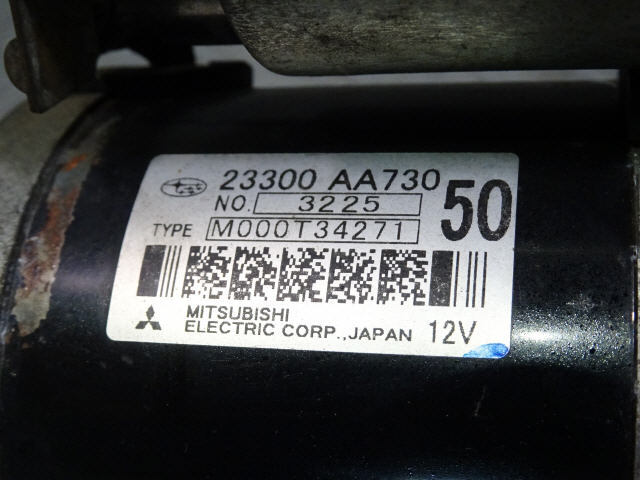 23300 AA730
NO. 3225 50
TYPE M000T34271
MITSUBISHI
ELECTRIC CORP.,JAPAN 12V